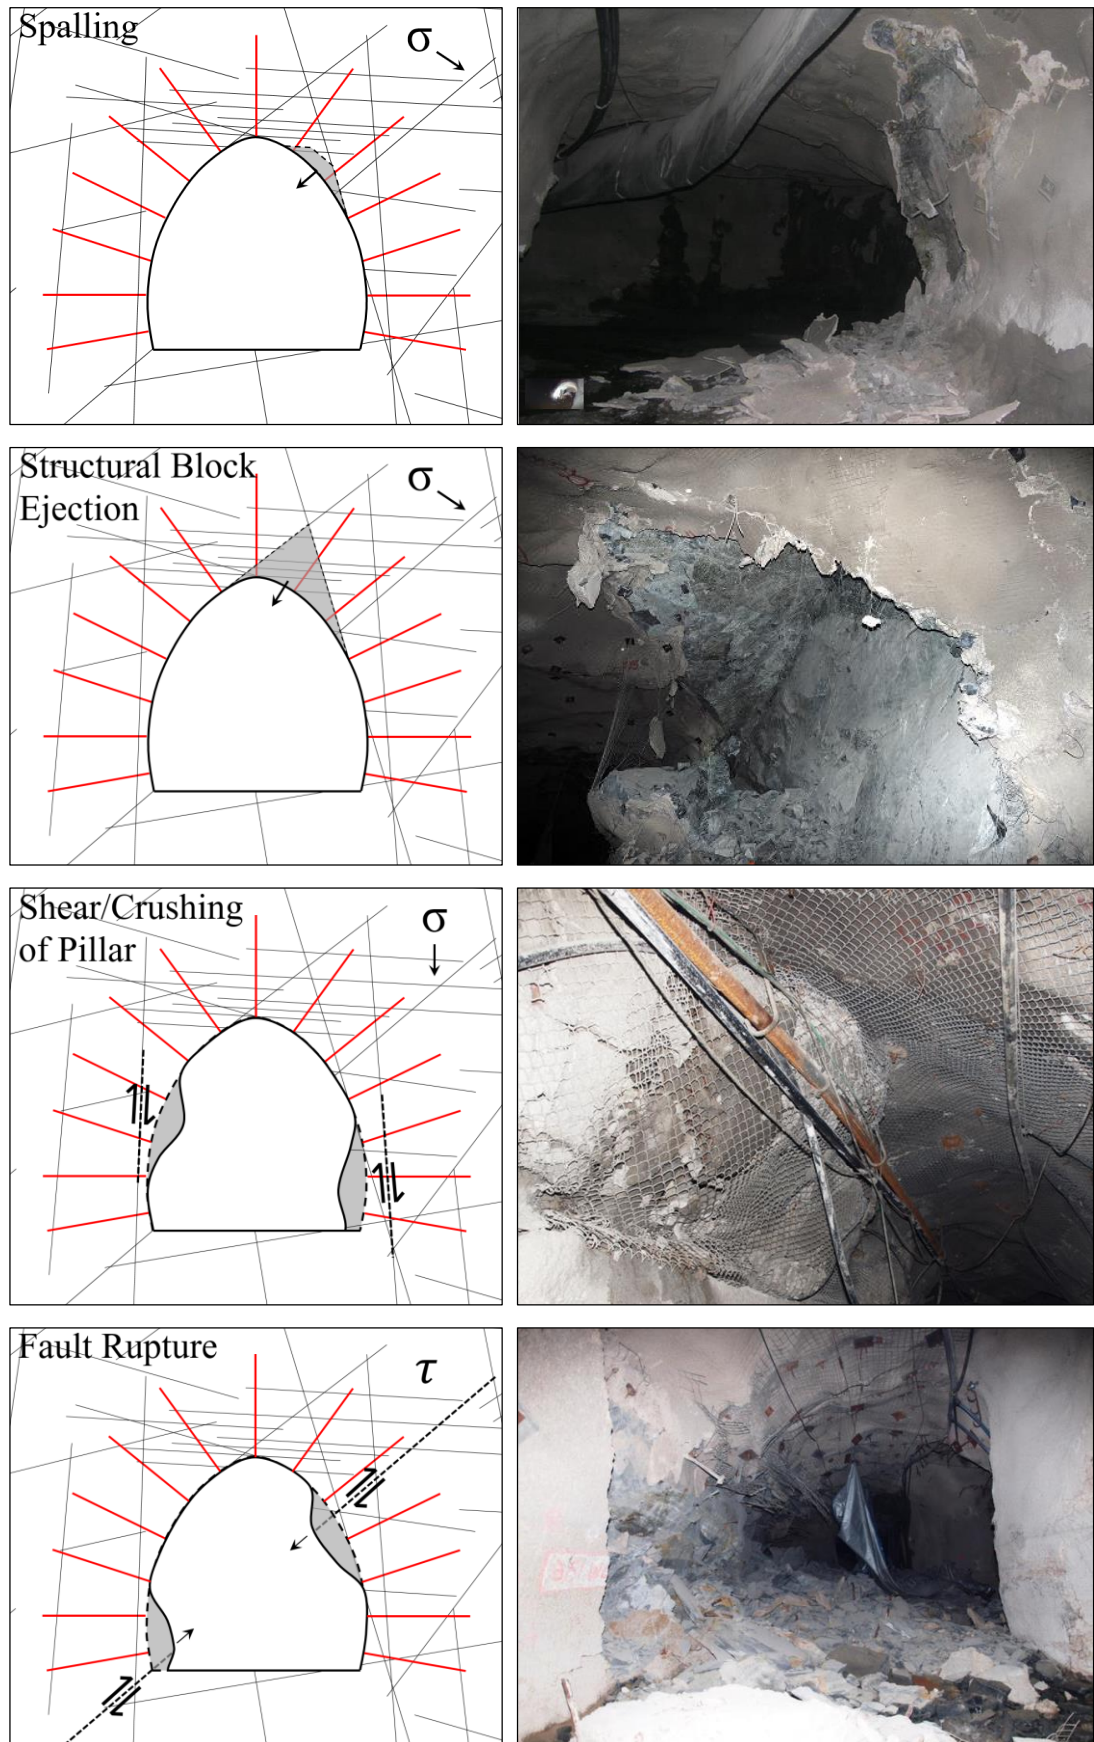 Spalling
σ
Structural Block
Ejection
σ
Shear/Crushing
of Pillar
σ
Fault Rupture
τ